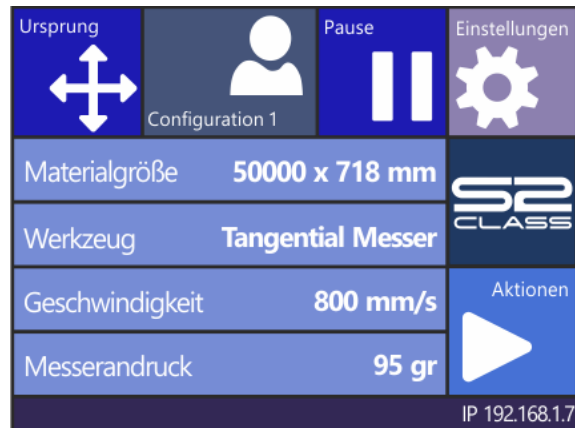 Ursprung
Configuration 1
Pause
Einstellungen
Materialgröße 50000 x 718 mm
S2
CLASS
Werkzeug Tangential Messer
Geschwindigkeit 800 mm/s
Aktionen
Messerandruck 95 gr
IP 192.168.1.7